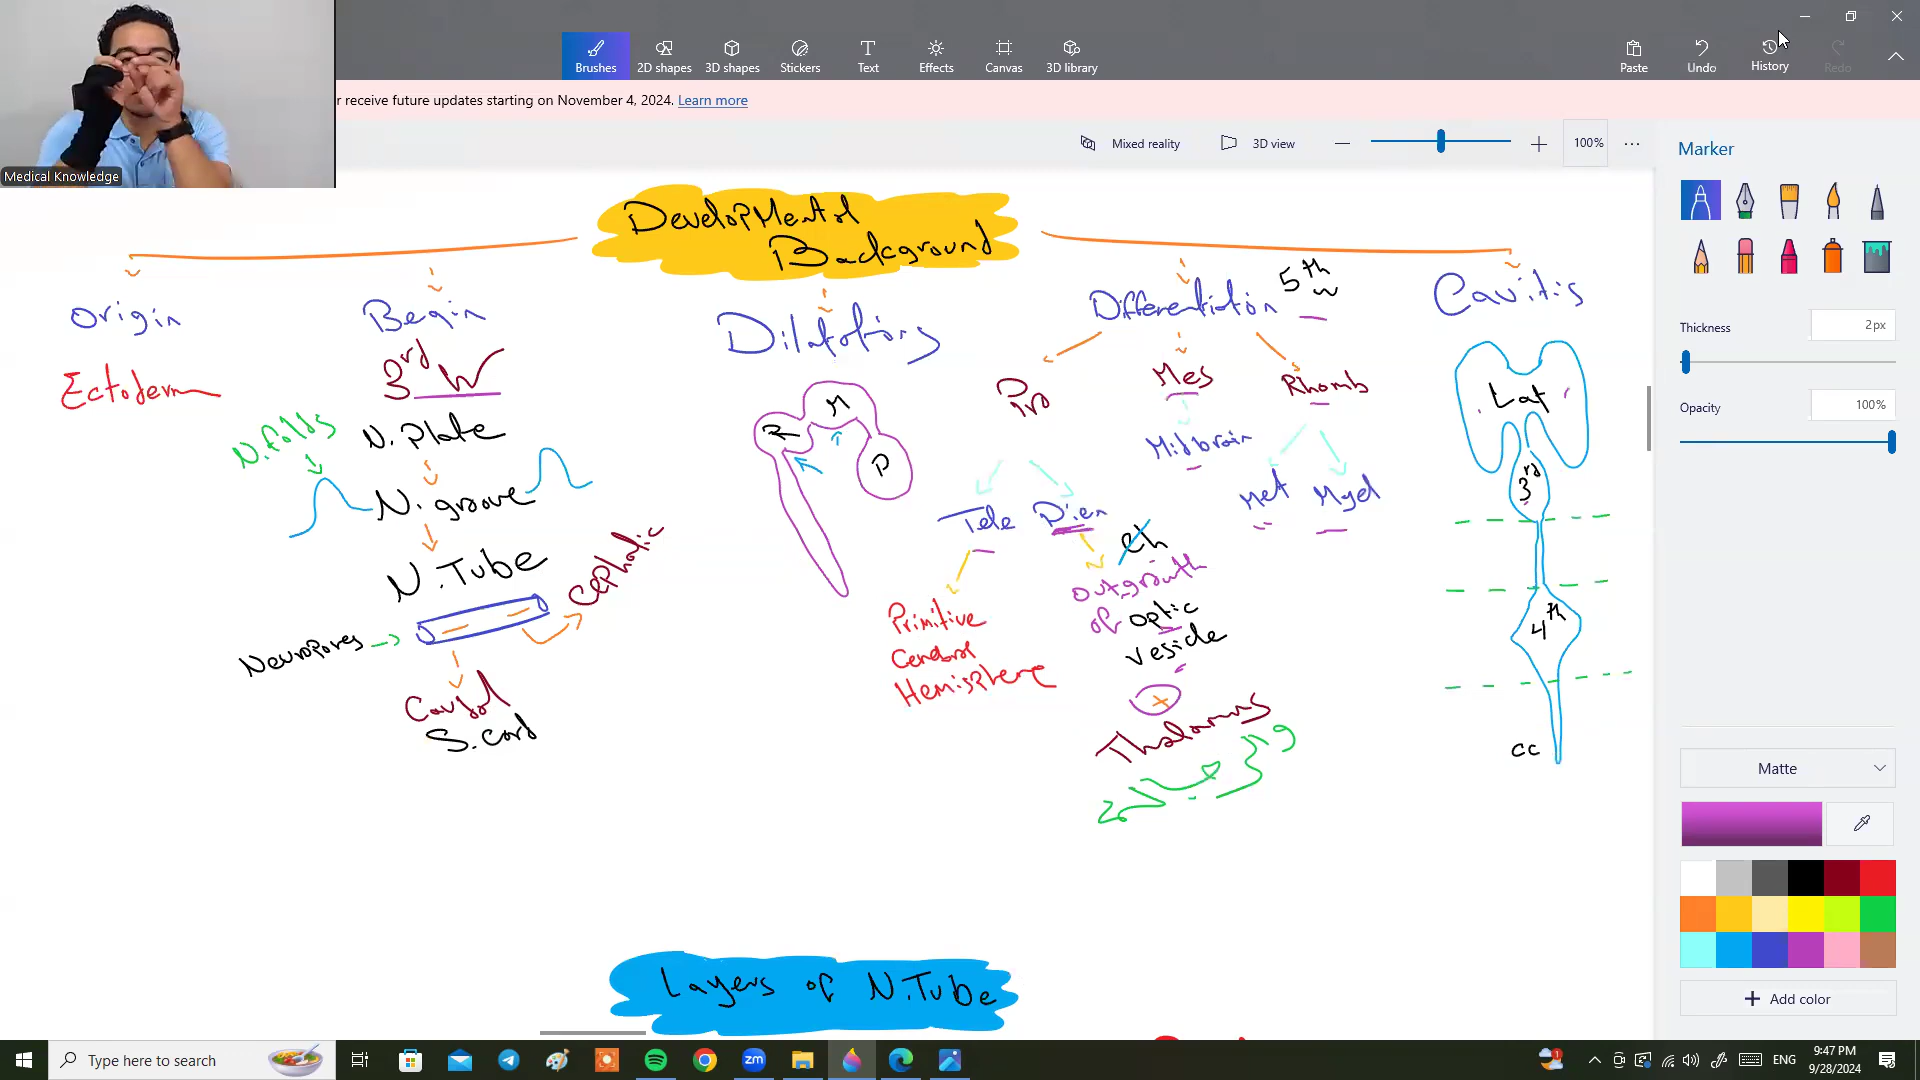 Brushes
2D shapes
3D shapes
Stickers
Text
Effects
Canvas
3D library
Paste
Undo
History
Redo
r receive future updates starting on November 4, 2024. Learn more
Medical Knowledge
Mixed reality
3D view
100%
Marker
Thickness
2px
Opacity
100%
Matte
Add color
Developmental
Background
Origin
Ectoderm
Begin
3rd W
N. Plate
N. folds
N. groove
N. Tube
Cephalic
Neuropores
Caudal
S. cord
Dilatations
R
M
P
Differentiation 5th w
Pro
Mes
Rhomb
Midbrain
Tele
Dien
Met
Myel
Primitive
Cerebral
Hemisphere
outgrowth
of optic
vesicle
Thalamus
Cavitis
Lat
3rd
4th
CC
Layers of N. Tube
Type here to search
ENG
9:47 PM
9/28/2024